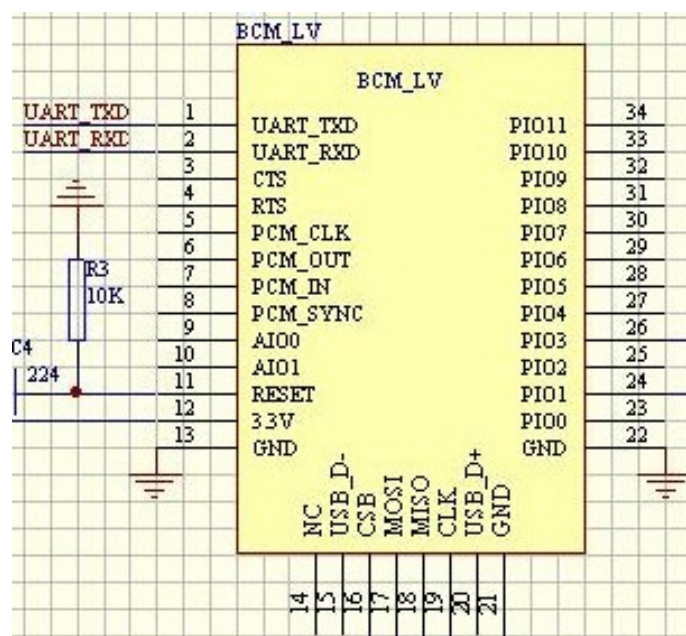 BCM_LV
BCM_LV
UART_TXD 1 UART_TXD PIO11 34
UART_RXD 2 UART_RXD PIO10 33
3 CTS PIO9 32
4 RTS PIO8 31
5 PCM_CLK PIO7 30
6 PCM_OUT PIO6 29
R3 7 PCM_IN PIO5 28
10K 8 PCM_SYNC PIO4 27
9 AIO0 PIO3 26
C4 10 AIO1 PIO2 25
224 11 RESET PIO1 24
12 3.3V PIO0 23
13 GND GND 22
NC USB_D- CSB MOSI MISO CLK USB_D+ GND
14 15 16 17 18 19 20 21